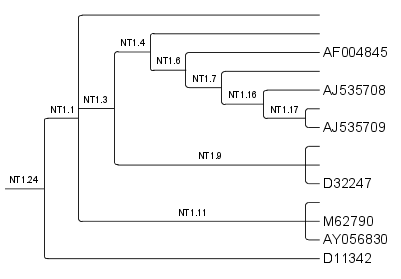 NT1.4
AF004845
NT1.6
NT1.7
AJ535708
NT1.16
NT1.3
NT1.1
NT1.17
AJ535709
NT1.9
NT1.24
D32247
NT1.11
M62790
AY056830
D11342